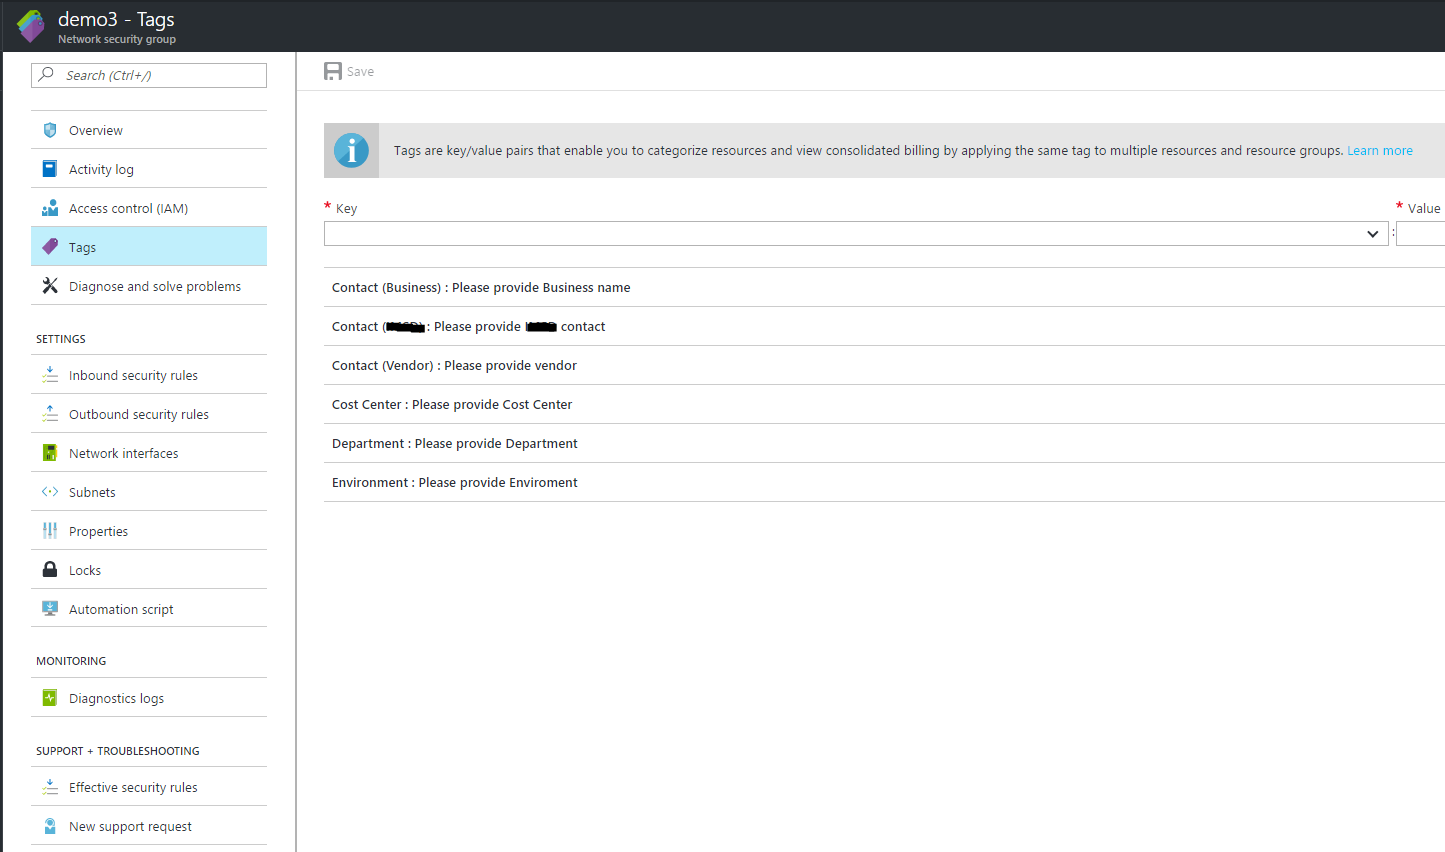 demo3 - Tags
Network security group
Search (Ctrl+/)
Overview
Activity log
Access control (IAM)
Tags
Diagnose and solve problems
SETTINGS
Inbound security rules
Outbound security rules
Network interfaces
Subnets
Properties
Locks
Automation script
MONITORING
Diagnostics logs
SUPPORT + TROUBLESHOOTING
Effective security rules
New support request
Save
Tags are key/value pairs that enable you to categorize resources and view consolidated billing by applying the same tag to multiple resources and resource groups. Learn more
* Key
* Value
:
Contact (Business) : Please provide Business name
Contact ( : Please provide contact
Contact (Vendor) : Please provide vendor
Cost Center : Please provide Cost Center
Department : Please provide Department
Environment : Please provide Enviroment